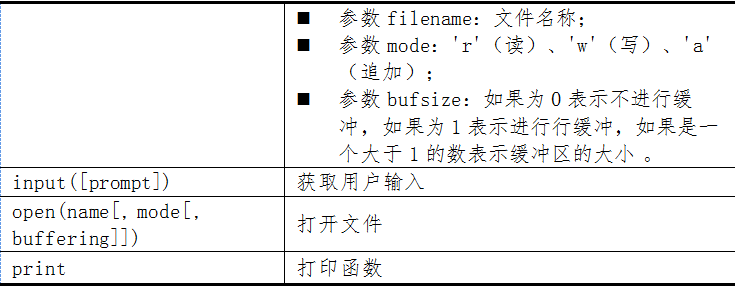 ■ 参数 filename：文件名称；
■ 参数 mode：'r'（读）、'w'（写）、'a'
（追加）；
■ 参数 bufsize：如果为 0 表示不进行缓
冲，如果为 1 表示进行行缓冲，如果是一
个大于 1 的数表示缓冲区的大小 。
input([prompt]) 获取用户输入
open(name[, mode[,
buffering]]) 打开文件
print 打印函数